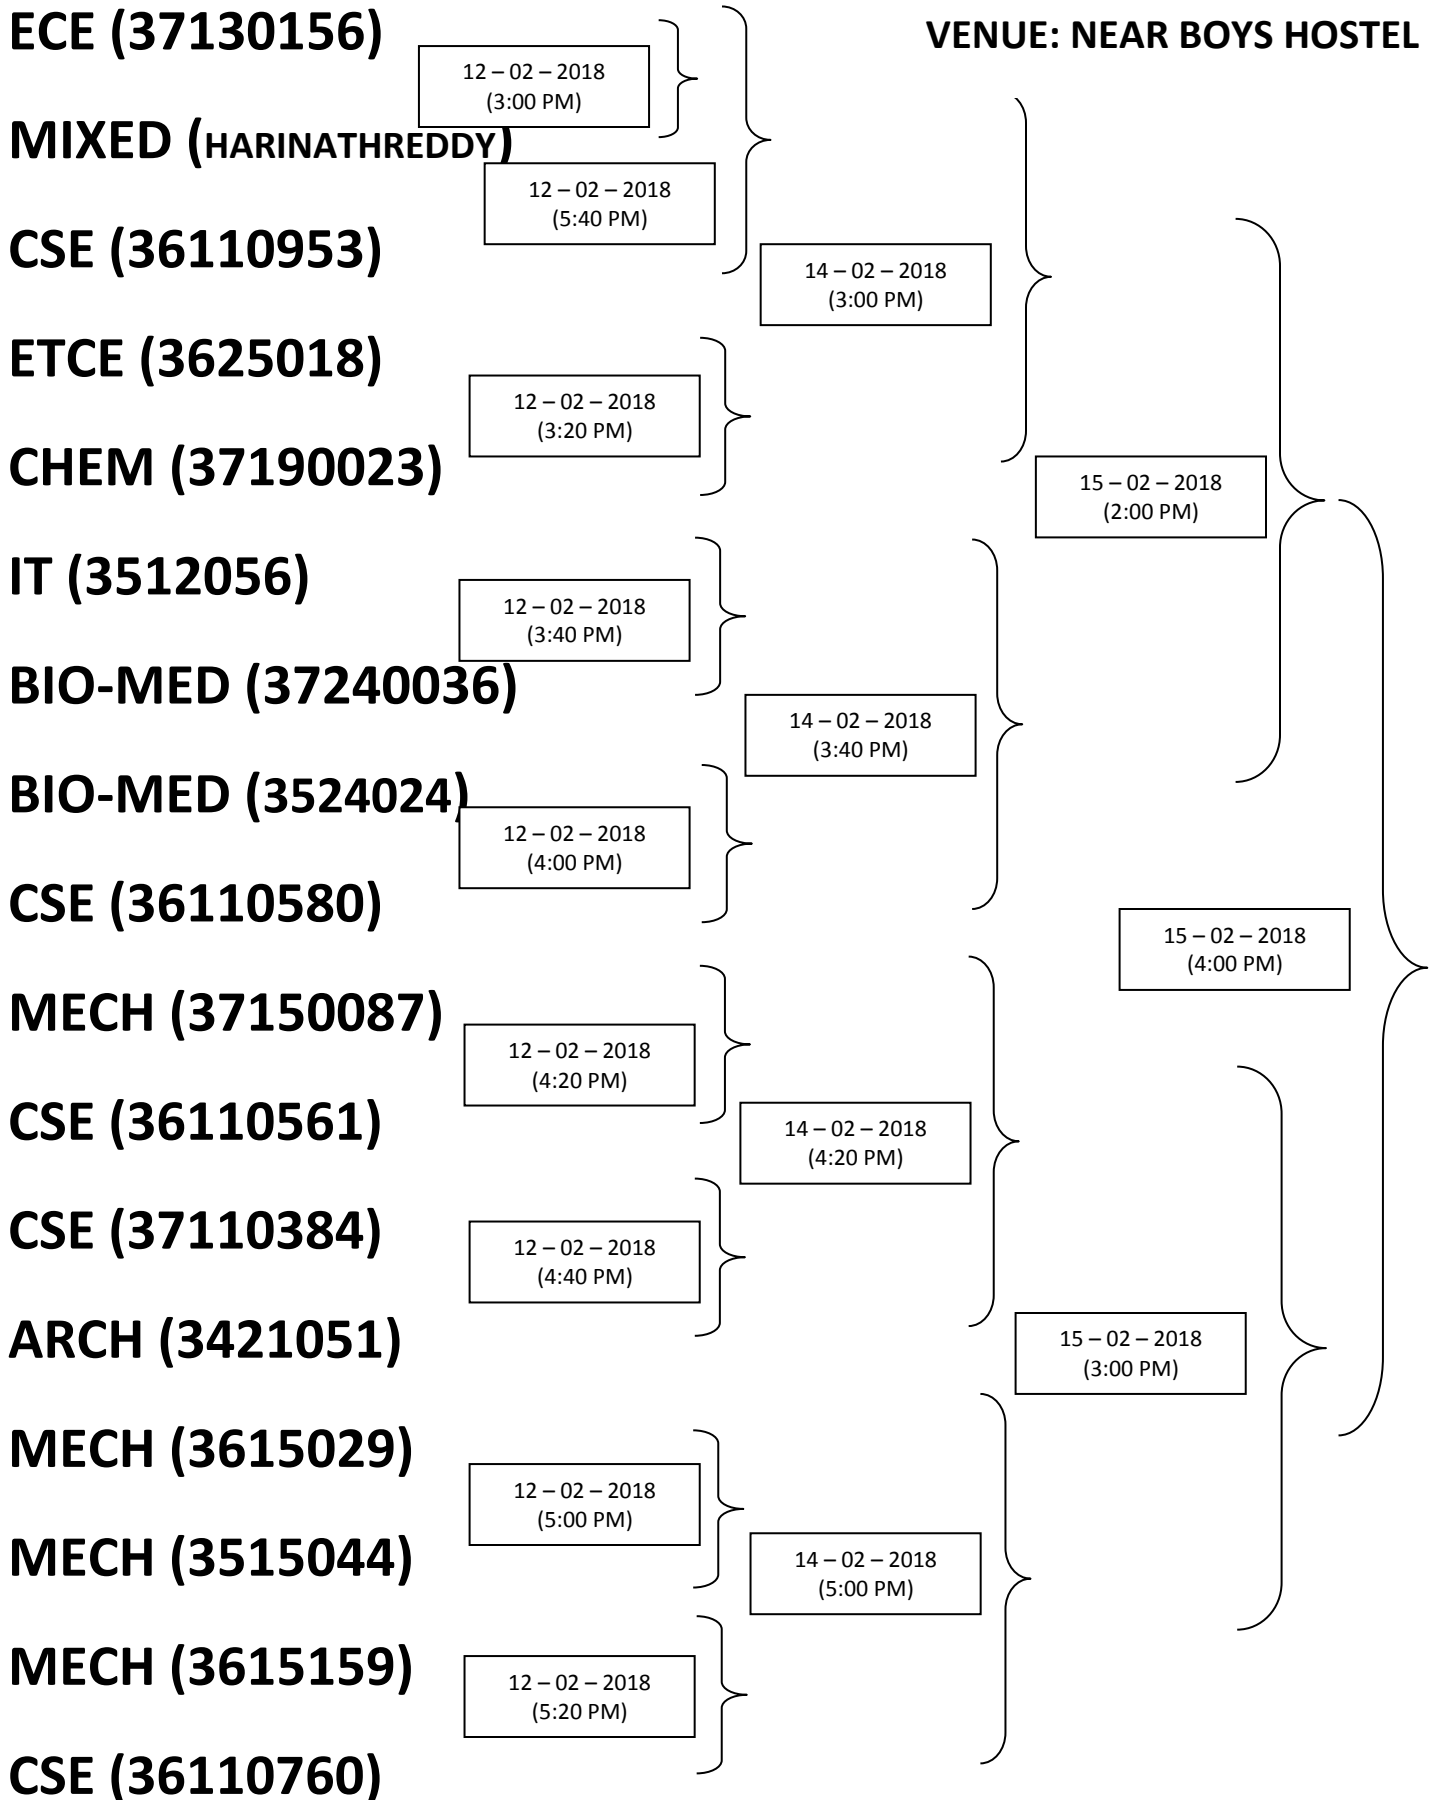 ECE (37130156)
VENUE: NEAR BOYS HOSTEL
12 – 02 – 2018
(3:00 PM)
MIXED (HARINATHREDDY)
12 – 02 – 2018
(5:40 PM)
CSE (36110953)
14 – 02 – 2018
(3:00 PM)
ETCE (3625018)
12 – 02 – 2018
(3:20 PM)
CHEM (37190023)
15 – 02 – 2018
(2:00 PM)
IT (3512056)
12 – 02 – 2018
(3:40 PM)
BIO-MED (37240036)
14 – 02 – 2018
(3:40 PM)
BIO-MED (3524024)
12 – 02 – 2018
(4:00 PM)
CSE (36110580)
15 – 02 – 2018
(4:00 PM)
MECH (37150087)
12 – 02 – 2018
(4:20 PM)
CSE (36110561)
14 – 02 – 2018
(4:20 PM)
CSE (37110384)
12 – 02 – 2018
(4:40 PM)
ARCH (3421051)
15 – 02 – 2018
(3:00 PM)
MECH (3615029)
12 – 02 – 2018
(5:00 PM)
MECH (3515044)
14 – 02 – 2018
(5:00 PM)
MECH (3615159)
12 – 02 – 2018
(5:20 PM)
CSE (36110760)